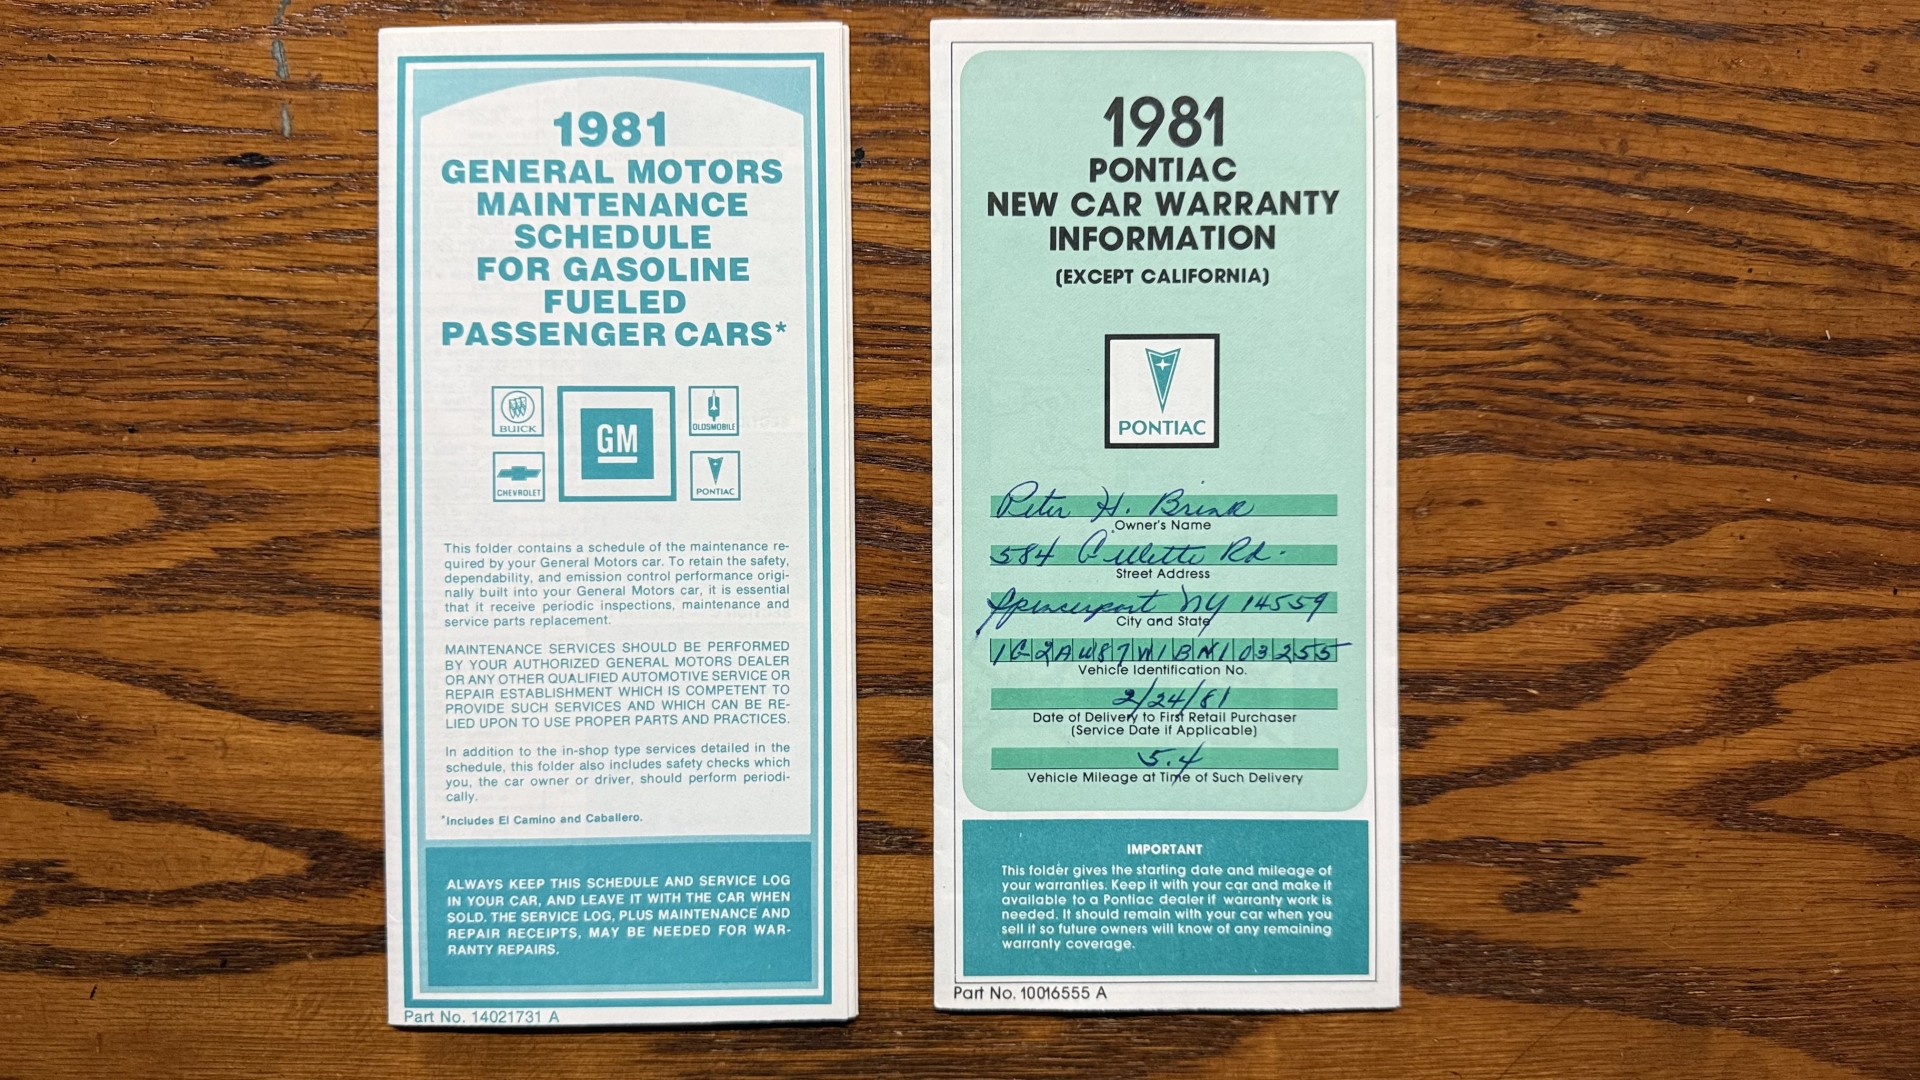 1981
GENERAL MOTORS
MAINTENANCE
SCHEDULE
FOR GASOLINE
FUELED
PASSENGER CARS*
BUICK
GM
OLDSMOBILE
CHEVROLET
PONTIAC
This folder contains a schedule of the maintenance re-
quired by your General Motors car. To retain the safety,
dependability, and emission control performance origi-
nally built into your General Motors car, it is essential
that it receive periodic inspections, maintenance and
service parts replacement.
MAINTENANCE SERVICES SHOULD BE PERFORMED
BY YOUR AUTHORIZED GENERAL MOTORS DEALER
OR ANY OTHER QUALIFIED AUTOMOTIVE SERVICE OR
REPAIR ESTABLISHMENT WHICH IS COMPETENT TO
PROVIDE SUCH SERVICES AND WHICH CAN BE RE-
LIED UPON TO USE PROPER PARTS AND PRACTICES.
In addition to the in-shop type services detailed in the
schedule, this folder also includes safety checks which
you, the car owner or driver, should perform periodi-
cally.
*Includes El Camino and Caballero.
ALWAYS KEEP THIS SCHEDULE AND SERVICE LOG
IN YOUR CAR, AND LEAVE IT WITH THE CAR WHEN
SOLD. THE SERVICE LOG, PLUS MAINTENANCE AND
REPAIR RECEIPTS, MAY BE NEEDED FOR WAR-
RANTY REPAIRS.
Part No. 14021731 A
1981
PONTIAC
NEW CAR WARRANTY
INFORMATION
(EXCEPT CALIFORNIA)
PONTIAC
Peter H. Brink
Owner's Name
584 Gillette Rd.
Street Address
Spencerport NY 14559
City and State
1G2AW87W1BN103255
Vehicle Identification No.
2/24/81
Date of Delivery to First Retail Purchaser
(Service Date if Applicable)
5.4
Vehicle Mileage at Time of Such Delivery
IMPORTANT
This folder gives the starting date and mileage of
your warranties. Keep it with your car and make it
available to a Pontiac dealer if warranty work is
needed. It should remain with your car when you
sell it so future owners will know of any remaining
warranty coverage.
Part No. 10016555 A